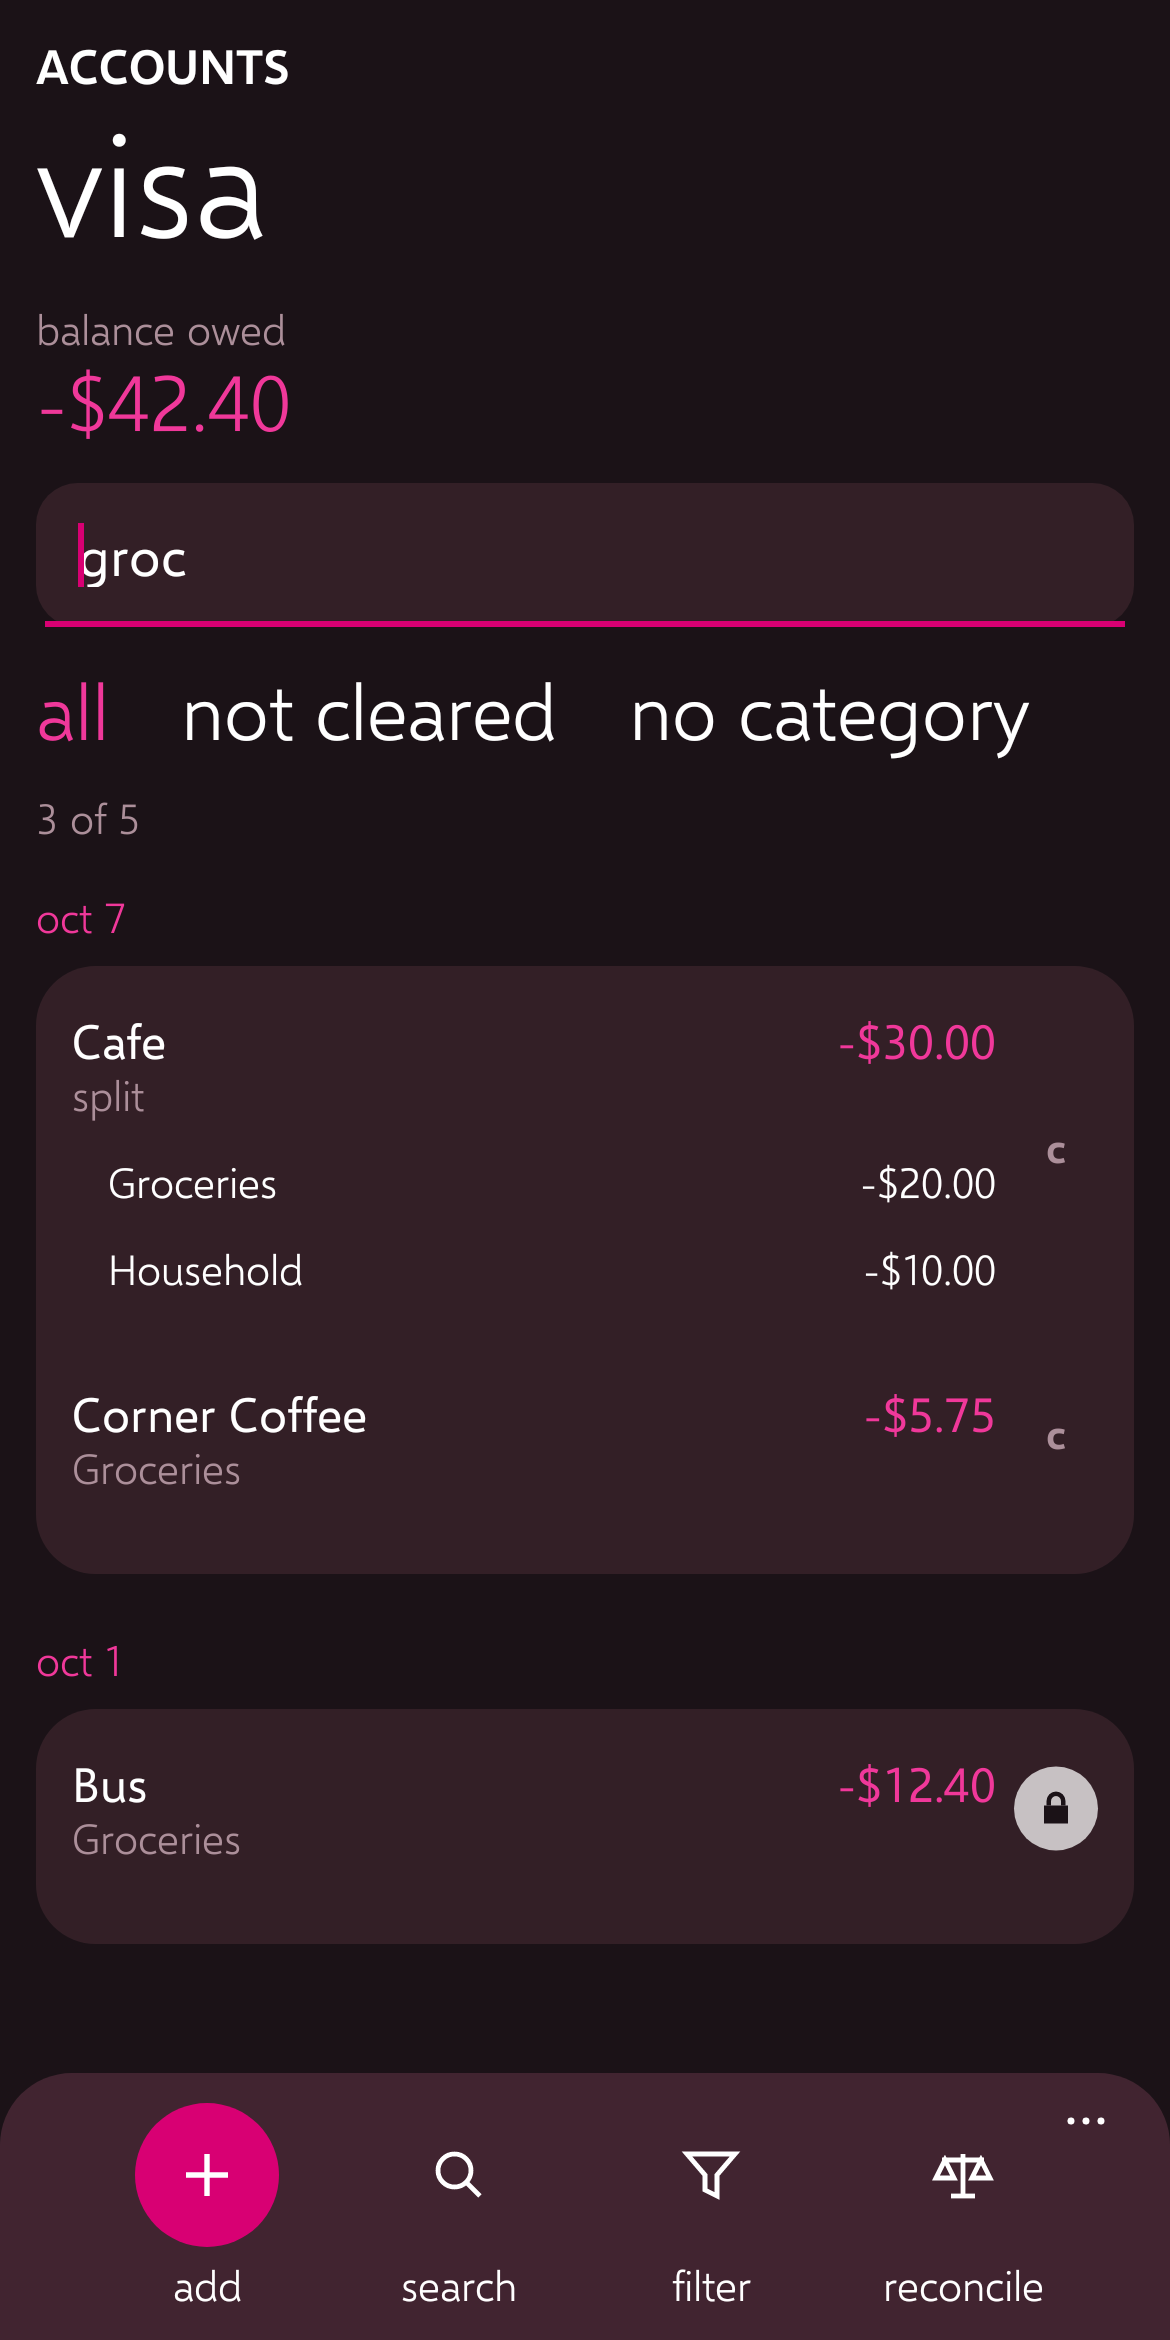 ACCOUNTS
visa
balance owed
-$42.40
groc
all not cleared no category
3 of 5
oct 7
Cafe -$30.00
split
c
Groceries -$20.00
Household -$10.00
Corner Coffee -$5.75
c
Groceries
oct 1
Bus -$12.40
Groceries
add search filter reconcile